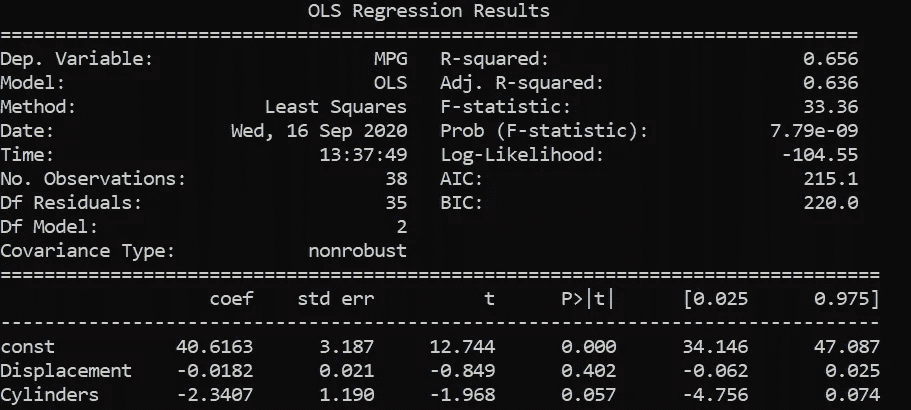 OLS Regression Results
==============================================================================
Dep. Variable: MPG R-squared: 0.656
Model: OLS Adj. R-squared: 0.636
Method: Least Squares F-statistic: 33.36
Date: Wed, 16 Sep 2020 Prob (F-statistic): 7.79e-09
Time: 13:37:49 Log-Likelihood: -104.55
No. Observations: 38 AIC: 215.1
Df Residuals: 35 BIC: 220.0
Df Model: 2
Covariance Type: nonrobust
================================================================================
coef std err t P>|t| [0.025 0.975]
--------------------------------------------------------------------------------
const 40.6163 3.187 12.744 0.000 34.146 47.087
Displacement -0.0182 0.021 -0.849 0.402 -0.062 0.025
Cylinders -2.3407 1.190 -1.968 0.057 -4.756 0.074